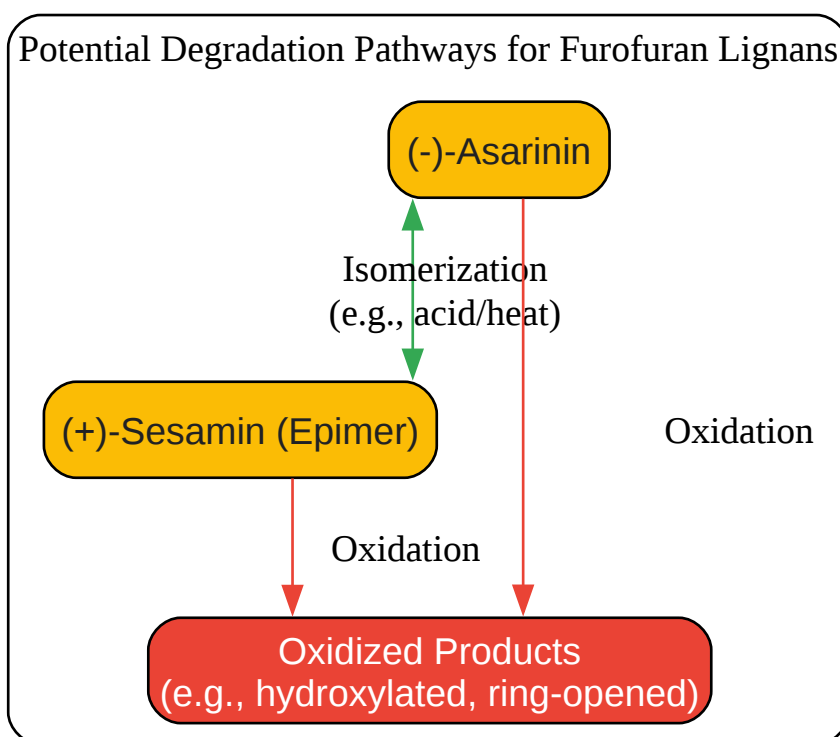 Potential Degradation Pathways for Furofuran Lignans
(-)-Asarinin
Isomerization
(e.g., acid/heat)
(+)-Sesamin (Epimer)
Oxidation
Oxidation
Oxidized Products
(e.g., hydroxylated, ring-opened)